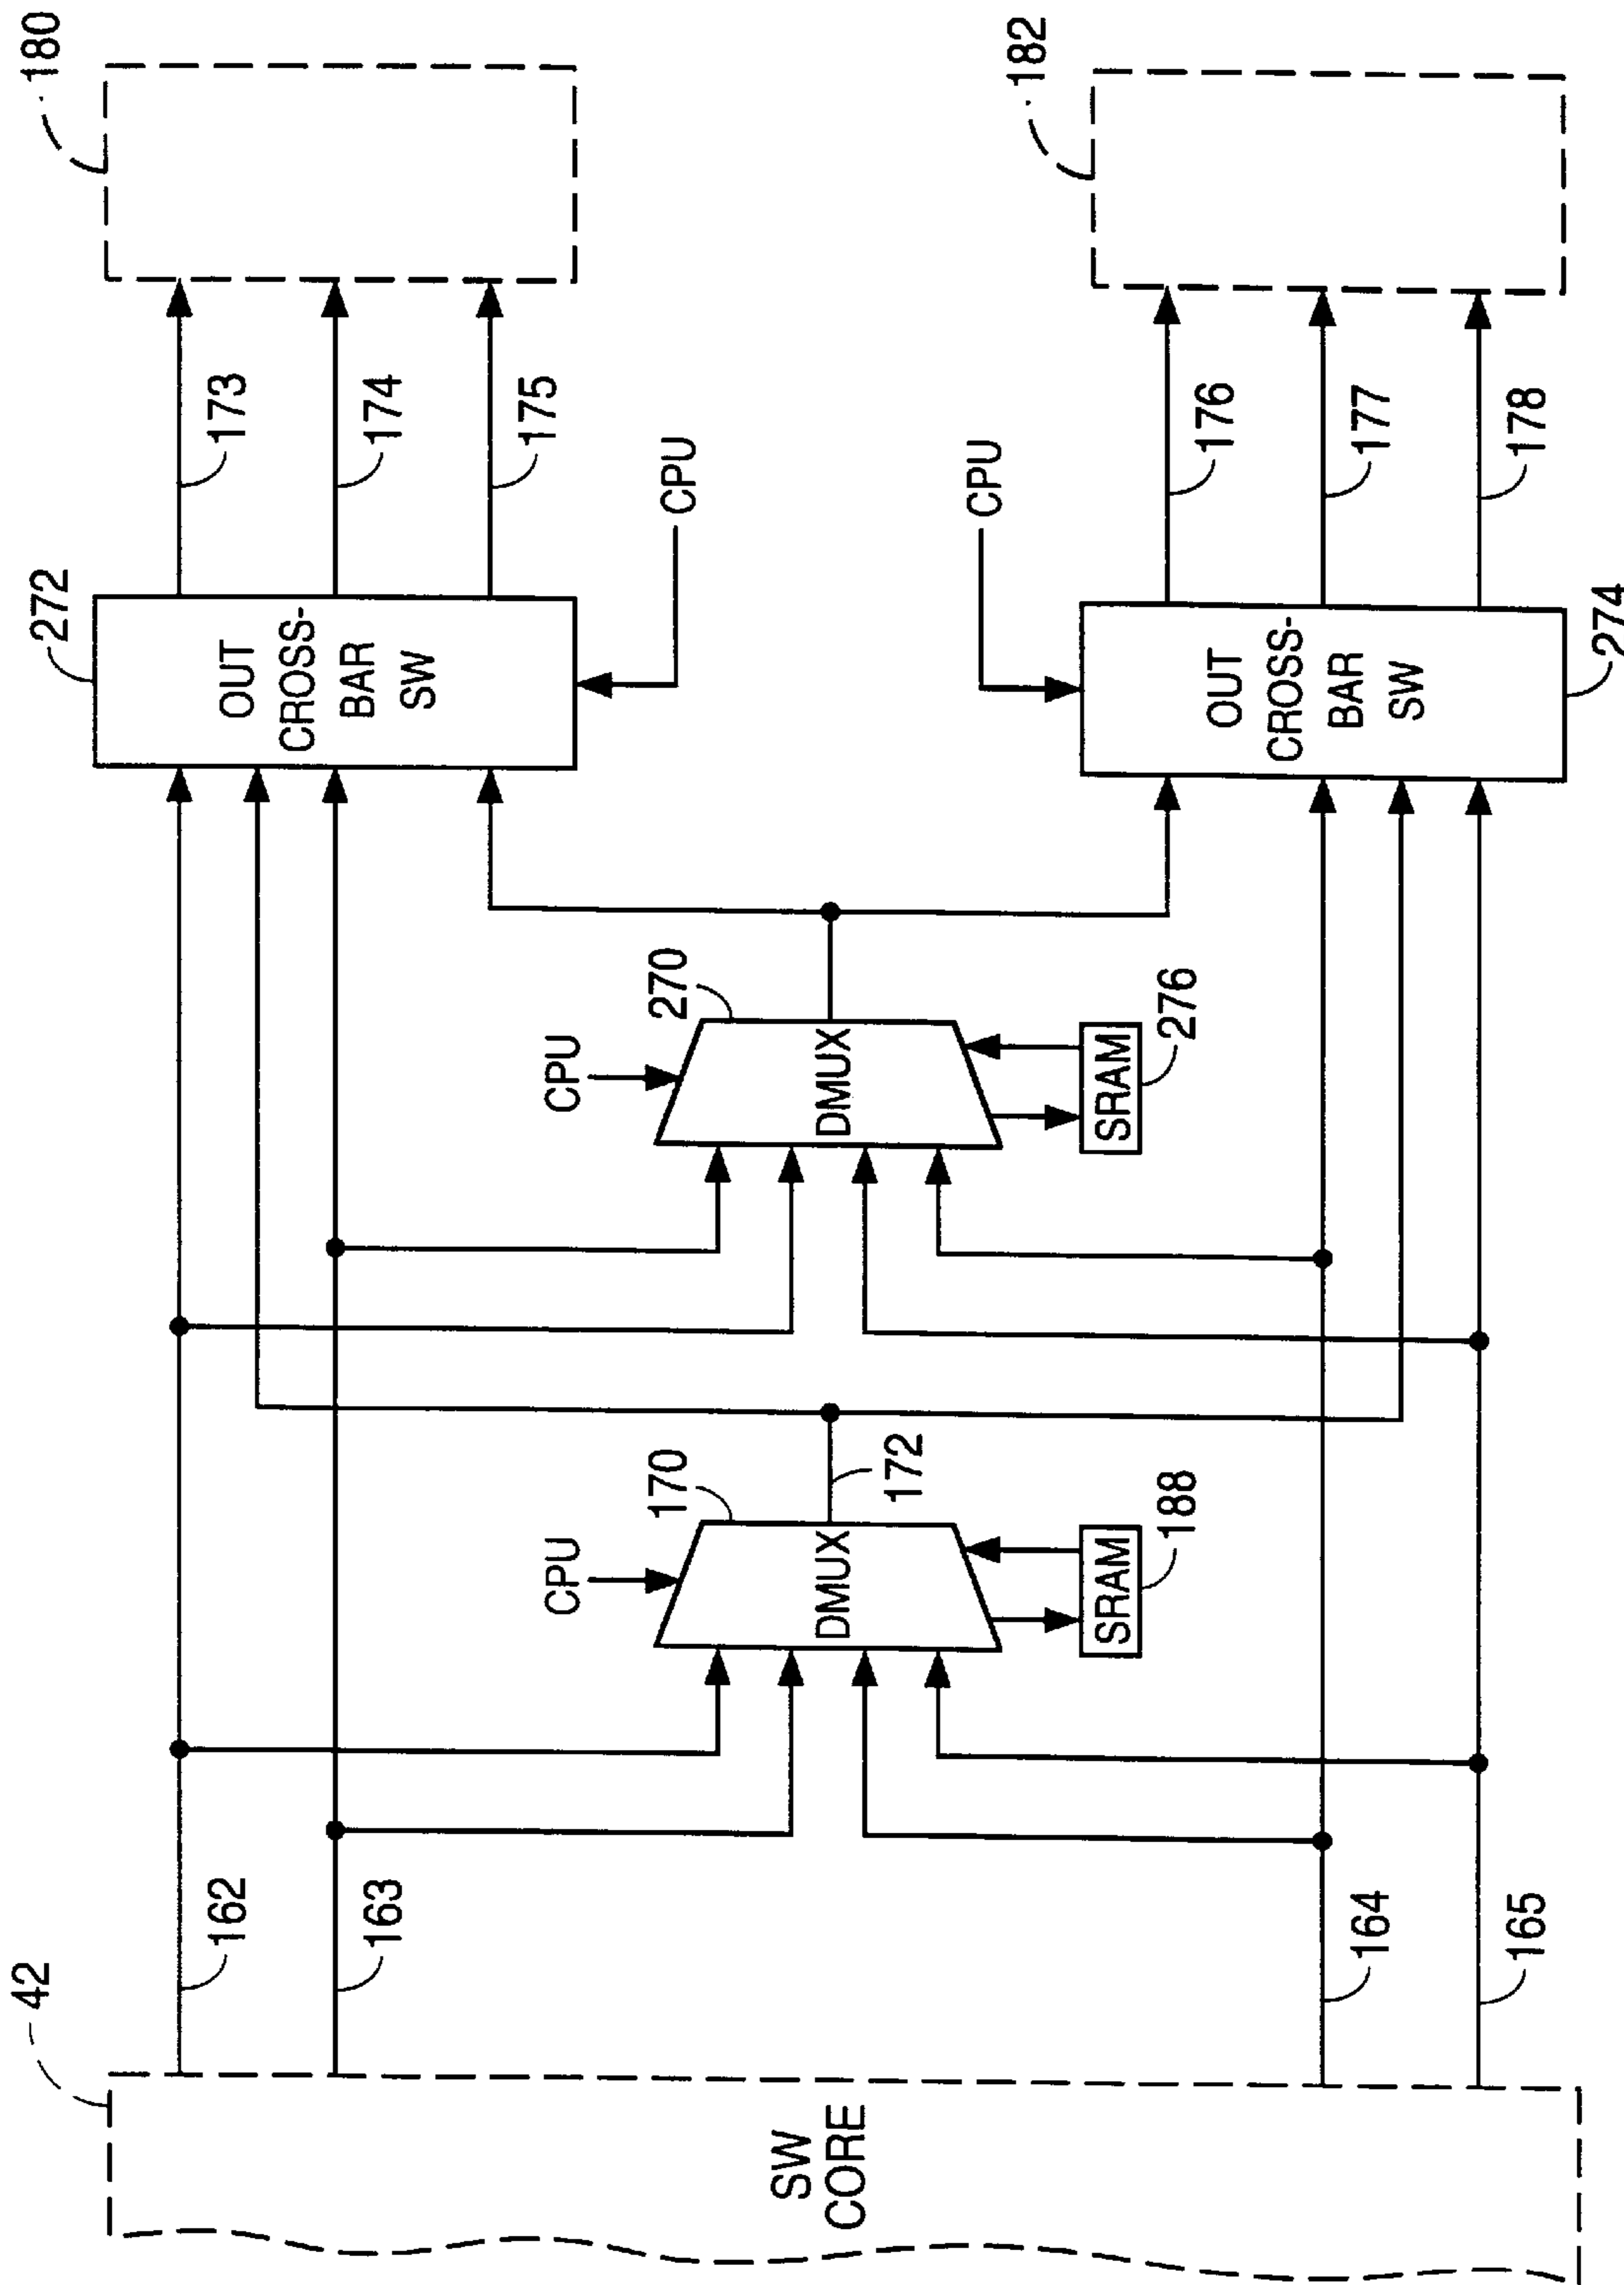 42
SW
CORE
162
163
164
165
CPU
170
DMUX
172
SRAM
188
CPU
270
DMUX
SRAM
276
272
OUT
CROSS-
BAR
SW
CPU
CPU
OUT
CROSS-
BAR
SW
274
173
174
175
176
177
178
180
182